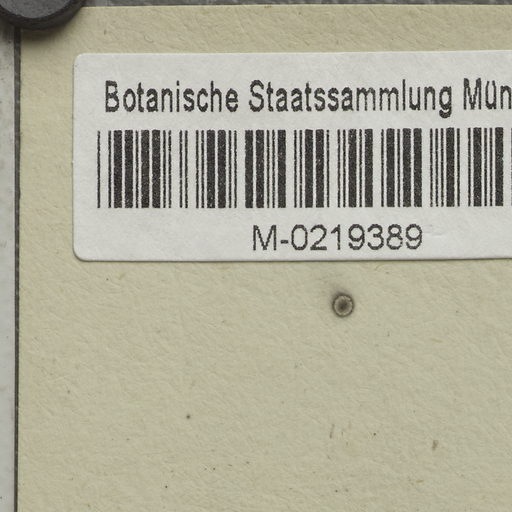 Botanische Staatssammlung Mün
M-0219389